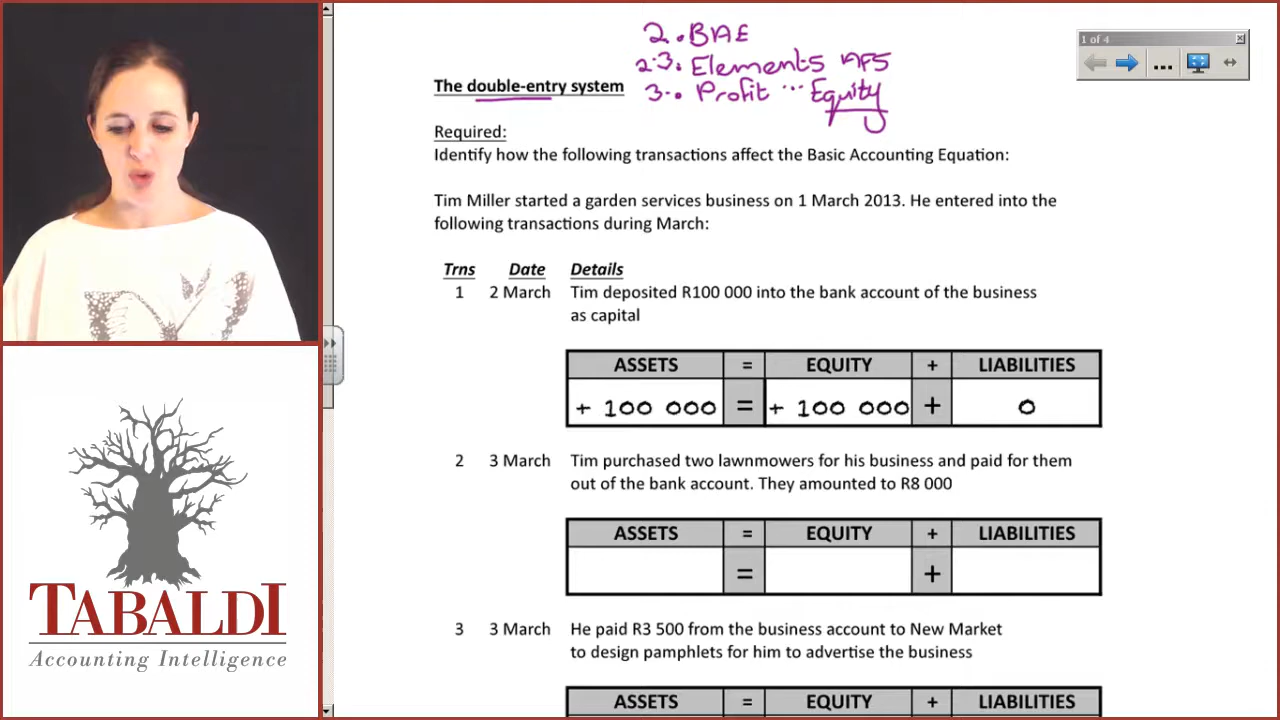 2. BAE
2.3. Elements AFS
3. Profit ... Equity
1 of 4
The double-entry system
Required:
Identify how the following transactions affect the Basic Accounting Equation:
Tim Miller started a garden services business on 1 March 2013. He entered into the
following transactions during March:
Trns Date Details
1 2 March Tim deposited R100 000 into the bank account of the business
as capital
ASSETS = EQUITY + LIABILITIES
+ 100 000 = + 100 000 + 0
2 3 March Tim purchased two lawnmowers for his business and paid for them
out of the bank account. They amounted to R8 000
ASSETS = EQUITY + LIABILITIES
= +
3 3 March He paid R3 500 from the business account to New Market
to design pamphlets for him to advertise the business
ASSETS = EQUITY + LIABILITIES
TABALDI
Accounting Intelligence